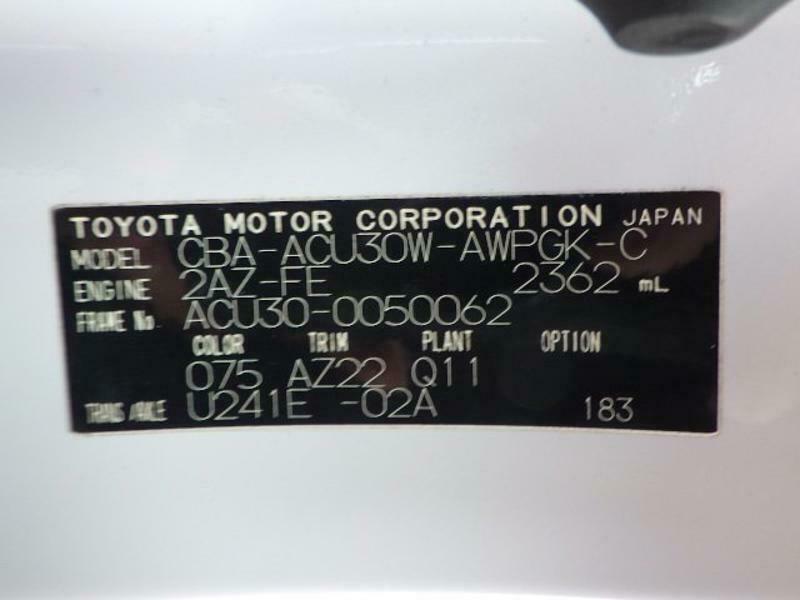 TOYOTA MOTOR CORPORATION JAPAN
MODEL CBA-ACU30W-AWPGK-C
ENGINE 2AZ-FE 2362 mL
FRAME No. ACU30-0050062
COLOR TRIM PLANT OPTION
075 AZ22 Q11
TRANS/AXLE U241E -02A 183